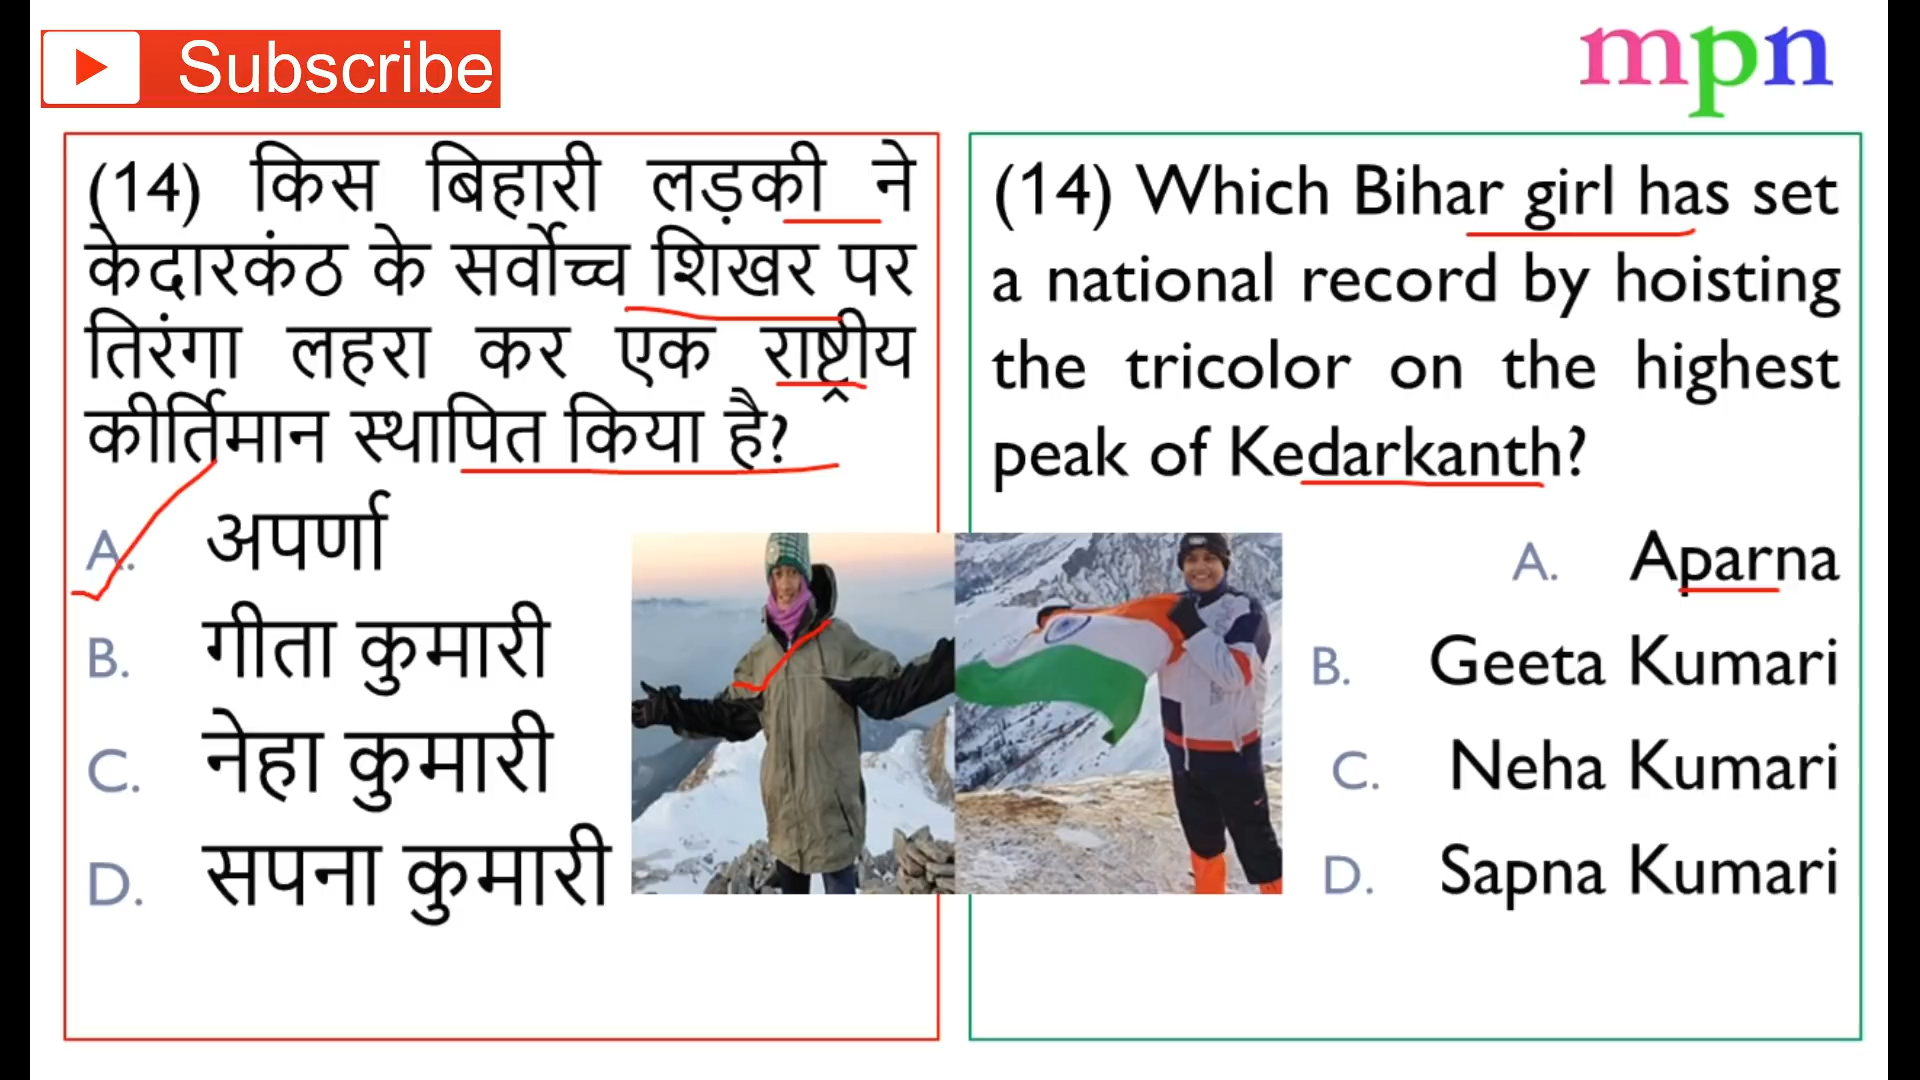 Subscribe
mpn
(14) किस बिहारी लड़की ने
केदारकंठ के सर्वोच्च शिखर पर
तिरंगा लहरा कर एक राष्ट्रीय
कीर्तिमान स्थापित किया है?
A. अपर्णा
B. गीता कुमारी
C. नेहा कुमारी
D. सपना कुमारी
(14) Which Bihar girl has set
a national record by hoisting
the tricolor on the highest
peak of Kedarkanth?
A. Aparna
B. Geeta Kumari
C. Neha Kumari
D. Sapna Kumari